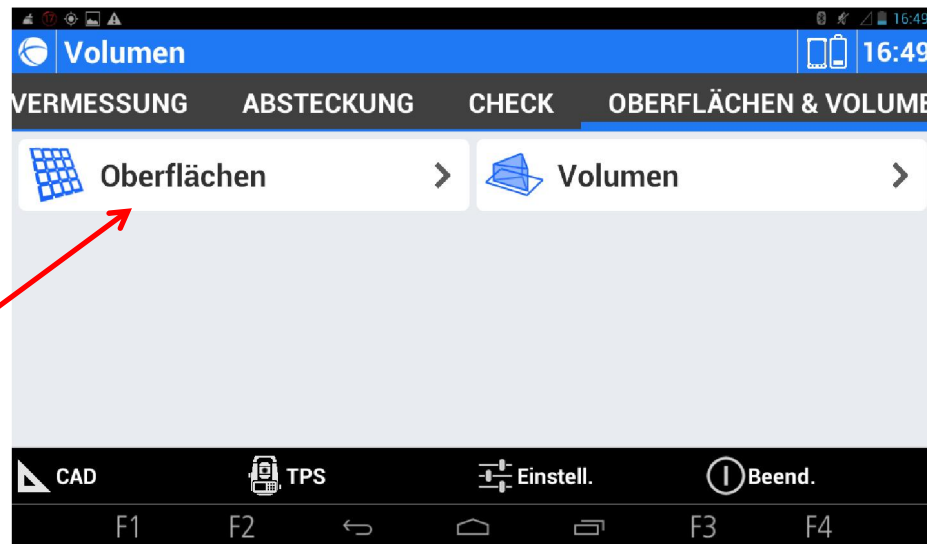 17 16:49
Volumen 16:49
VERMESSUNG ABSTECKUNG CHECK OBERFLÄCHEN & VOLUME
Oberflächen Volumen
CAD TPS Einstell. Beend.
F1 F2 F3 F4